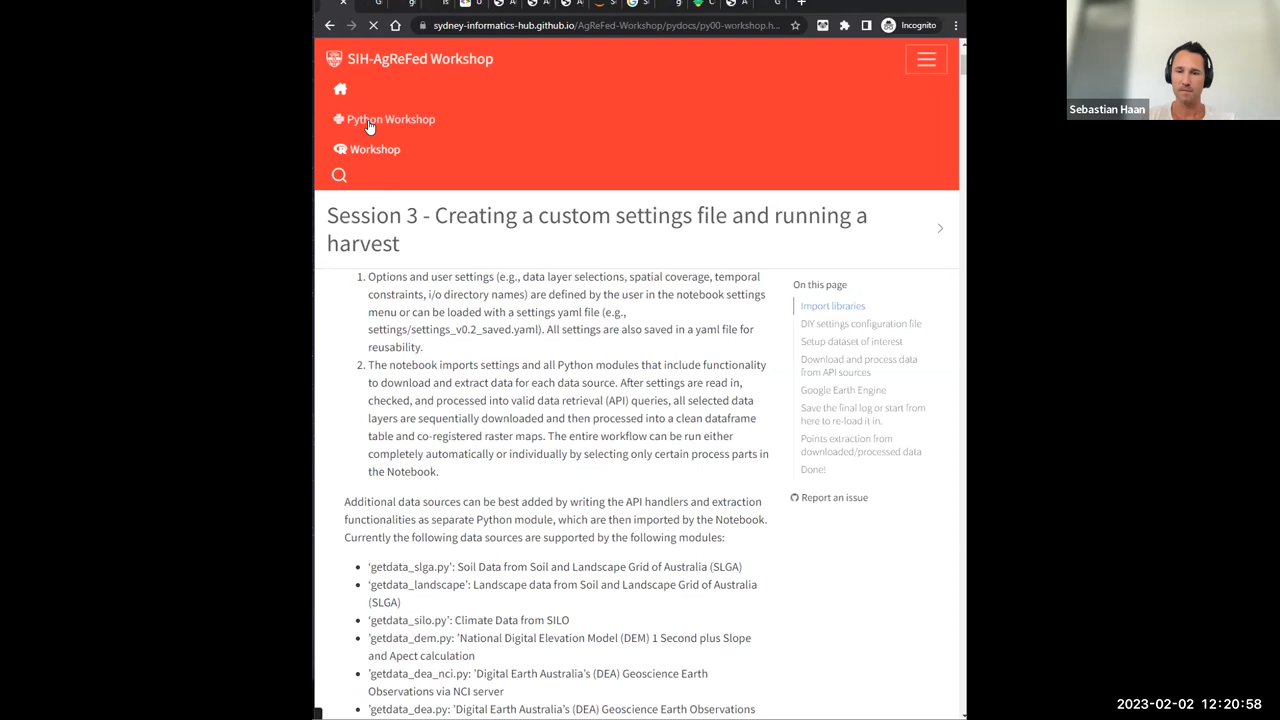 sydney-informatics-hub.github.io/AgReFed-Workshop/pydocs/py00-workshop.h...
Incognito
SIH-AgReFed Workshop
Python Workshop
Workshop
Session 3 - Creating a custom settings file and running a
harvest
1. Options and user settings (e.g., data layer selections, spatial coverage, temporal
constraints, i/o directory names) are defined by the user in the notebook settings
menu or can be loaded with a settings yaml file (e.g.,
settings/settings_v0.2_saved.yaml). All settings are also saved in a yaml file for
reusability.
2. The notebook imports settings and all Python modules that include functionality
to download and extract data for each data source. After settings are read in,
checked, and processed into valid data retrieval (API) queries, all selected data
layers are sequentially downloaded and then processed into a clean dataframe
table and co-registered raster maps. The entire workflow can be run either
completely automatically or individually by selecting only certain process parts in
the Notebook.
Additional data sources can be best added by writing the API handlers and extraction
functionalities as separate Python module, which are then imported by the Notebook.
Currently the following data sources are supported by the following modules:
• ‘getdata_slga.py’: Soil Data from Soil and Landscape Grid of Australia (SLGA)
• ‘getdata_landscape’: Landscape data from Soil and Landscape Grid of Australia
(SLGA)
• ‘getdata_silo.py’: Climate Data from SILO
• 'getdata_dem.py: 'National Digital Elevation Model (DEM) 1 Second plus Slope
and Apect calculation
• 'getdata_dea_nci.py: 'Digital Earth Australia’s (DEA) Geoscience Earth
Observations via NCI server
• 'getdata_dea.py: 'Digital Earth Australia’s (DEA) Geoscience Earth Observations
On this page
Import libraries
DIY settings configuration file
Setup dataset of interest
Download and process data
from API sources
Google Earth Engine
Save the final log or start from
here to re-load it in.
Points extraction from
downloaded/processed data
Done!
Report an issue
Sebastian Haan
2023-02-02 12:20:58